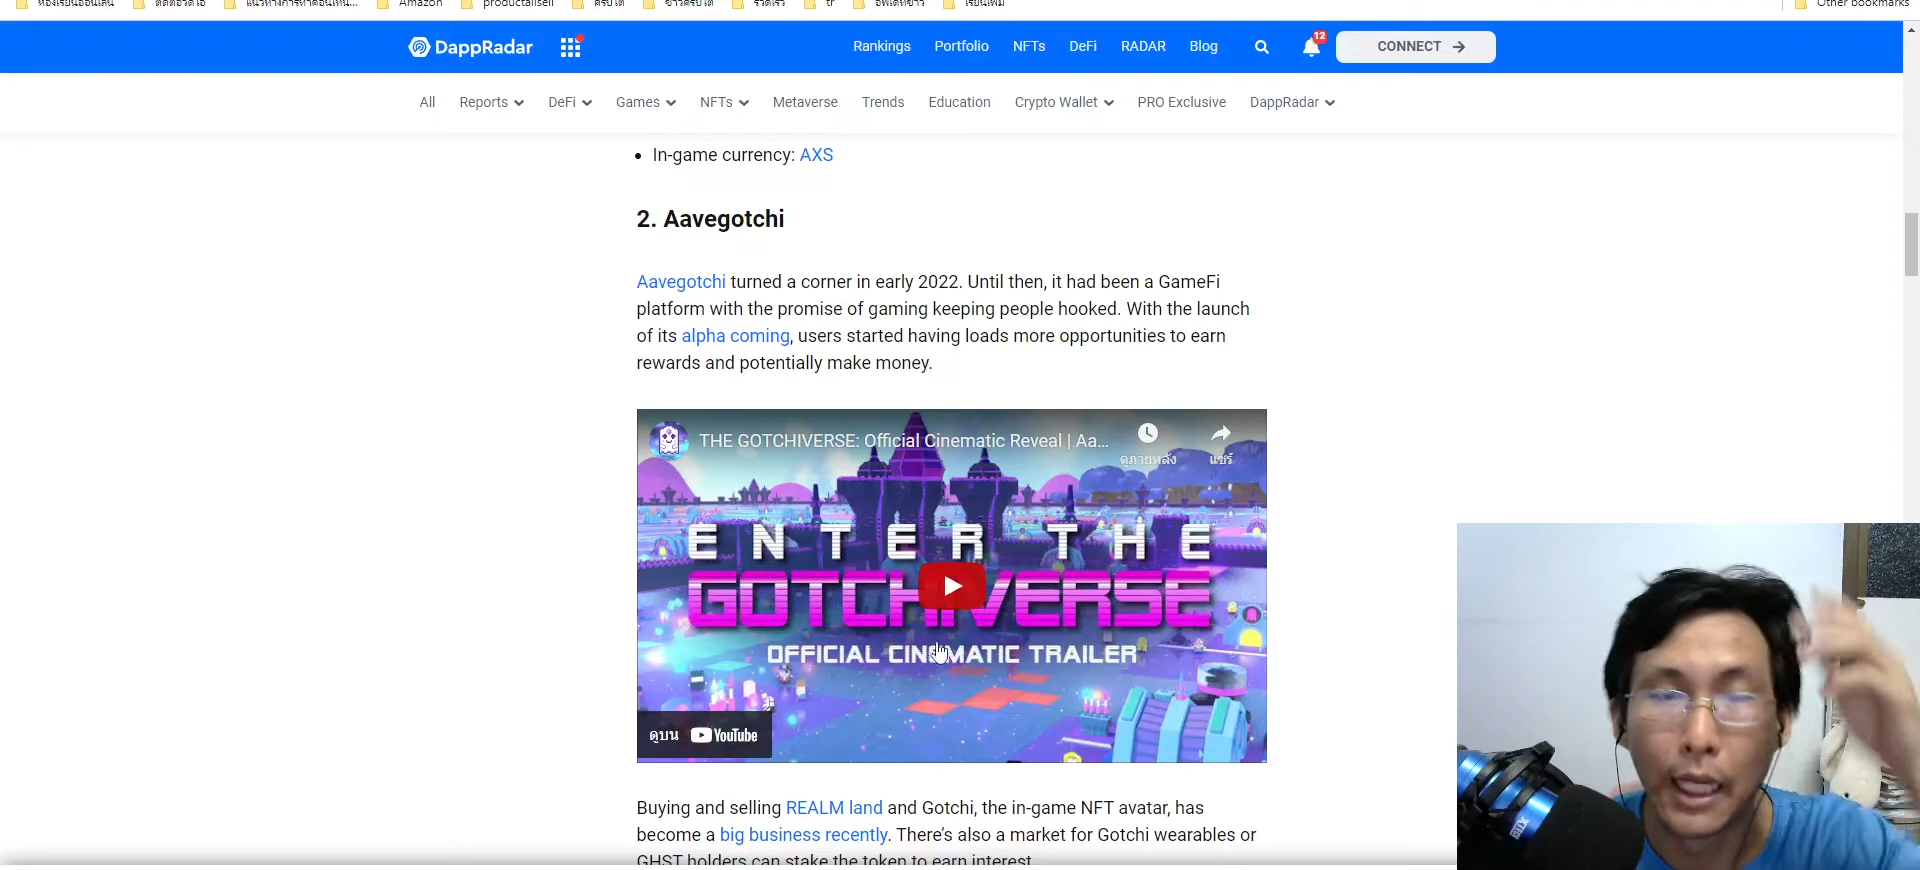 Amazon
productallsell
tr
Other bookmarks
DappRadar
Rankings
Portfolio
NFTs
DeFi
RADAR
Blog
12
CONNECT
All
Reports
DeFi
Games
NFTs
Metaverse
Trends
Education
Crypto Wallet
PRO Exclusive
DappRadar
In-game currency: AXS
2. Aavegotchi
Aavegotchi turned a corner in early 2022. Until then, it had been a GameFi
platform with the promise of gaming keeping people hooked. With the launch
of its alpha coming, users started having loads more opportunities to earn
rewards and potentially make money.
THE GOTCHIVERSE: Official Cinematic Reveal | Aa...
ดูภายหลัง
แชร์
ENTER THE
GOTCHIVERSE
OFFICIAL CINEMATIC TRAILER
ดูบน YouTube
Buying and selling REALM land and Gotchi, the in-game NFT avatar, has
become a big business recently. There's also a market for Gotchi wearables or
GHST holders can stake the token to earn interest